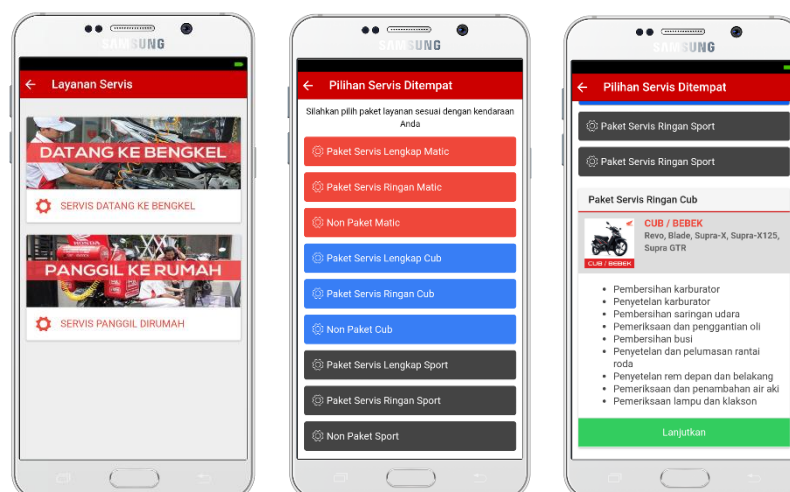 SAMSUNG
Layanan Servis
DATANG KE BENGKEL
SERVIS DATANG KE BENGKEL
HONDA
PANGGIL KE RUMAH
SERVIS PANGGIL DIRUMAH
SAMSUNG
Pilihan Servis Ditempat
Silahkan pilih paket layanan sesuai dengan kendaraan
Anda
Paket Servis Lengkap Matic
Paket Servis Ringan Matic
Non Paket Matic
Paket Servis Lengkap Cub
Paket Servis Ringan Cub
Non Paket Cub
Paket Servis Lengkap Sport
Paket Servis Ringan Sport
Non Paket Sport
SAMSUNG
Pilihan Servis Ditempat
Paket Servis Ringan Sport
Paket Servis Ringan Sport
Paket Servis Ringan Cub
CUB / BEBEK
Revo, Blade, Supra-X, Supra-X125,
Supra GTR
CUB / BEBEK
Pembersihan karburator
Penyetelan karburator
Pembersihan saringan udara
Pemeriksaan dan penggantian oli
Pembersihan busi
Penyetelan dan pelumasan rantai
roda
Penyetelan rem depan dan belakang
Pemeriksaan dan penambahan air aki
Pemeriksaan lampu dan klakson
Lanjutkan